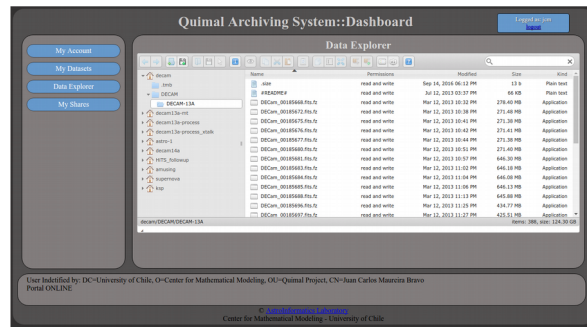 Quimal Archiving System::Dashboard
Logged as: jcm
logout
My Account
My Datasets
Data Explorer
My Shares
Data Explorer
decam
.tmb
DECAM
DECAM-13A
decam13a-mt
decam13a-process
decam13a-process_xtalk
astro-1
decam14a
HiTS_followup
amusing
supernova
ksp
Name Permissions Modified Size Kind
.size read and write Sep 14, 2016 06:12 PM 13 b Plain text
#README# read and write Jul 12, 2013 03:37 PM 66 KB Plain text
DECam_00185668.fits.fz read and write Mar 12, 2013 10:32 PM 278.40 MB Application
DECam_00185672.fits.fz read and write Mar 12, 2013 10:38 PM 271.48 MB Application
DECam_00185675.fits.fz read and write Mar 12, 2013 10:41 PM 271.38 MB Application
DECam_00185676.fits.fz read and write Mar 12, 2013 10:42 PM 271.41 MB Application
DECam_00185677.fits.fz read and write Mar 12, 2013 10:44 PM 271.38 MB Application
DECam_00185680.fits.fz read and write Mar 12, 2013 10:51 PM 271.40 MB Application
DECam_00185681.fits.fz read and write Mar 12, 2013 10:57 PM 646.30 MB Application
DECam_00185683.fits.fz read and write Mar 12, 2013 11:02 PM 646.16 MB Application
DECam_00185684.fits.fz read and write Mar 12, 2013 11:04 PM 646.08 MB Application
DECam_00185685.fits.fz read and write Mar 12, 2013 11:06 PM 646.13 MB Application
DECam_00185688.fits.fz read and write Mar 12, 2013 11:13 PM 645.88 MB Application
DECam_00185696.fits.fz read and write Mar 12, 2013 11:25 PM 434.77 MB Application
DECam_00185697.fits.fz read and write Mar 12, 2013 11:27 PM 425.51 MB Application
decam/DECAM/DECAM-13A items: 388, size: 124.30 GB
User Indetified by: DC=University of Chile, O=Center for Mathematical Modeling, OU=Quimal Project, CN=Juan Carlos Maureira Bravo
Portal ONLINE
© AstroInformatics Laboratory
Center for Mathematical Modeling - University of Chile